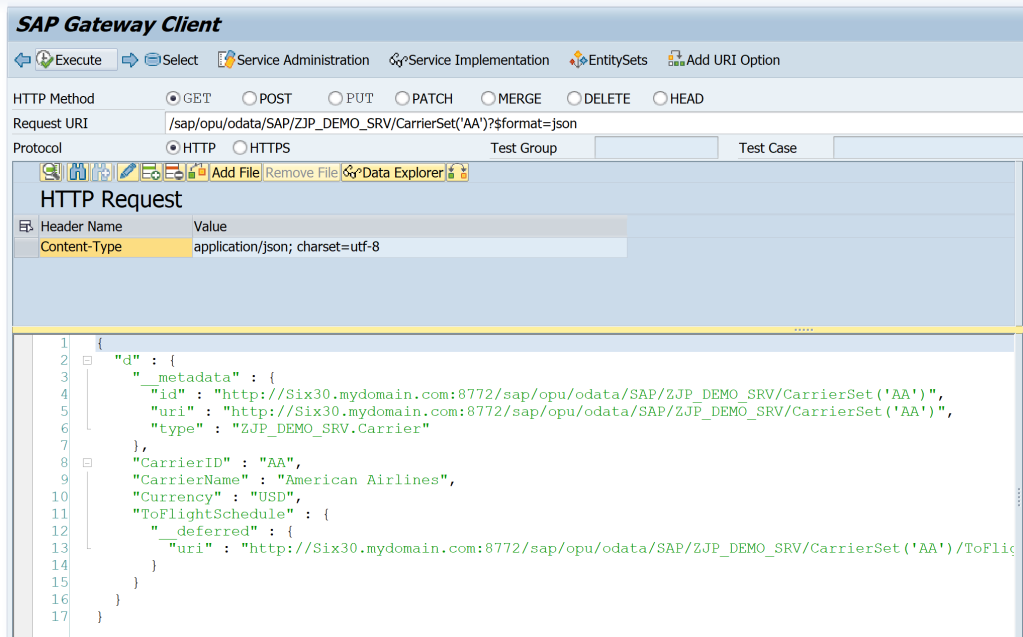 SAP Gateway Client
Execute Select Service Administration Service Implementation EntitySets Add URI Option
HTTP Method GET POST PUT PATCH MERGE DELETE HEAD
Request URI /sap/opu/odata/SAP/ZJP_DEMO_SRV/CarrierSet('AA')?$format=json
Protocol HTTP HTTPS Test Group Test Case
Add File Remove File Data Explorer
HTTP Request
Header Name Value
Content-Type application/json; charset=utf-8
1 {
2 "d" : {
3 "__metadata" : {
4 "id" : "http://Six30.mydomain.com:8772/sap/opu/odata/SAP/ZJP_DEMO_SRV/CarrierSet('AA')",
5 "uri" : "http://Six30.mydomain.com:8772/sap/opu/odata/SAP/ZJP_DEMO_SRV/CarrierSet('AA')",
6 "type" : "ZJP_DEMO_SRV.Carrier"
7 },
8 "CarrierID" : "AA",
9 "CarrierName" : "American Airlines",
10 "Currency" : "USD",
11 "ToFlightSchedule" : {
12 "__deferred" : {
13 "uri" : "http://Six30.mydomain.com:8772/sap/opu/odata/SAP/ZJP_DEMO_SRV/CarrierSet('AA')/ToFlig
14 }
15 }
16 }
17 }